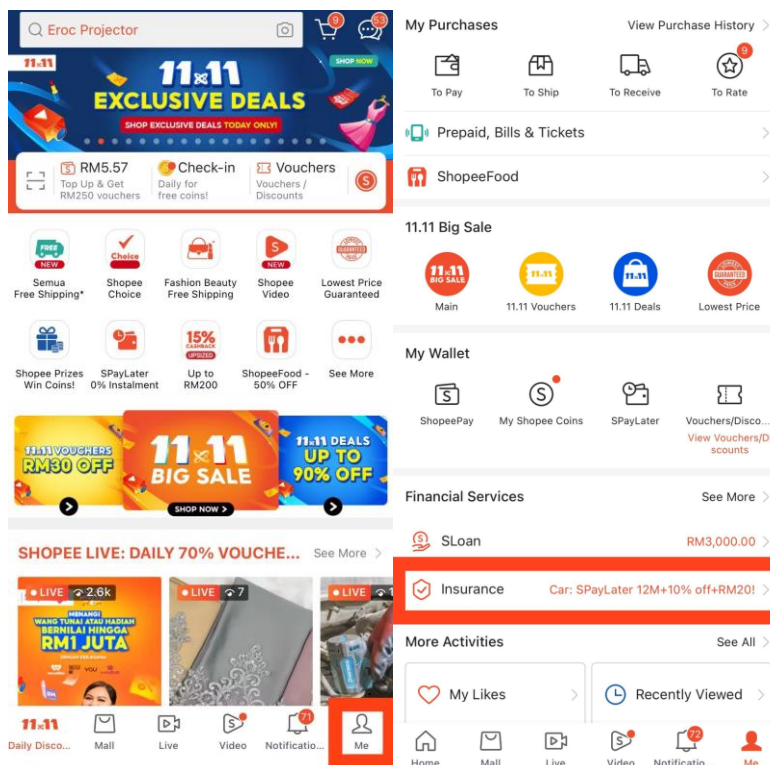 Eroc Projector
9
53
11.11
11.11
SHOP NOW
EXCLUSIVE DEALS
SHOP EXCLUSIVE DEALS TODAY ONLY!
RM5.57
Top Up & Get
RM250 vouchers
Check-in
Daily for
free coins!
Vouchers
Vouchers /
Discounts
FREE
NEW
Semua
Free Shipping*
Choice
Shopee
Choice
Fashion Beauty
Free Shipping
NEW
Shopee
Video
LOWEST PRICE
GUARANTEED
Lowest Price
Guaranteed
Shopee Prizes
Win Coins!
SPayLater
0% Instalment
15%
CASHBACK
UPSIZED
Up to
RM200
ShopeeFood -
50% OFF
See More
11.11 VOUCHERS
RM30 OFF
11.11
BIG SALE
SHOP NOW >
11.11 DEALS
UP TO
90% OFF
SHOPEE LIVE: DAILY 70% VOUCHE...
See More >
LIVE 2.6k
MENANGI
WANG TUNAI ATAU HADIAH
BERNILAI HINGGA
RM1 JUTA
LIVE 7
LIVE 1
11.11
Daily Disco...
Mall
Live
Video
71
Notificatio...
Me
My Purchases
View Purchase History >
To Pay
To Ship
To Receive
9
To Rate
Prepaid, Bills & Tickets >
ShopeeFood >
11.11 Big Sale
11.11
BIG SALE
Main
11.11
11.11 Vouchers
11.11
11.11 Deals
LOWEST PRICE
GUARANTEED
Lowest Price
My Wallet
ShopeePay
My Shopee Coins
SPayLater
Vouchers/Disco...
View Vouchers/D
scounts
Financial Services
See More >
SLoan
RM3,000.00 >
Insurance
Car: SPayLater 12M+10% off+RM20! >
More Activities
See All >
My Likes >
Recently Viewed >
Home
Mall
Live
Video
72
Notificatio...
Me